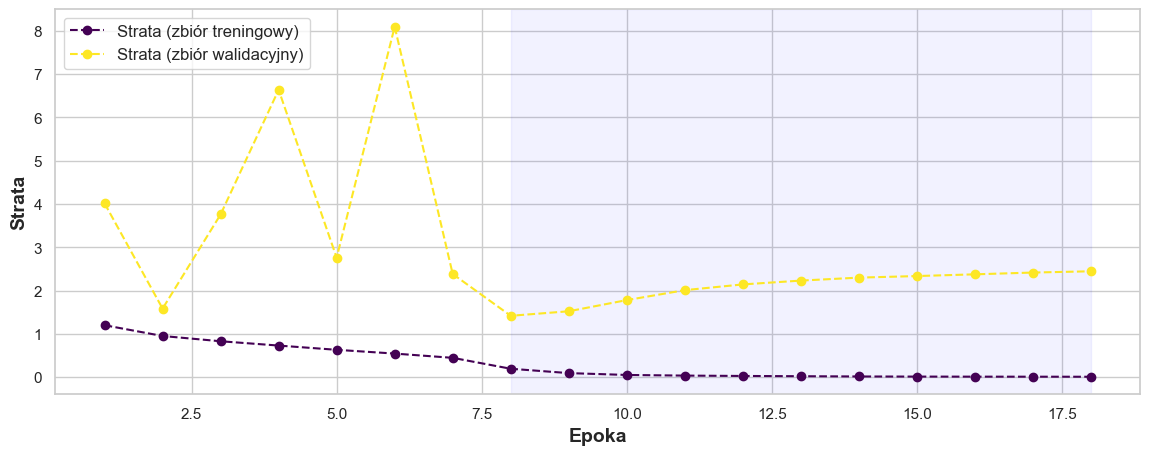 Strata (zbiór treningowy)
Strata (zbiór walidacyjny)
8
7
6
5
4
3
2
1
0
Strata
2.5 5.0 7.5 10.0 12.5 15.0 17.5
Epoka